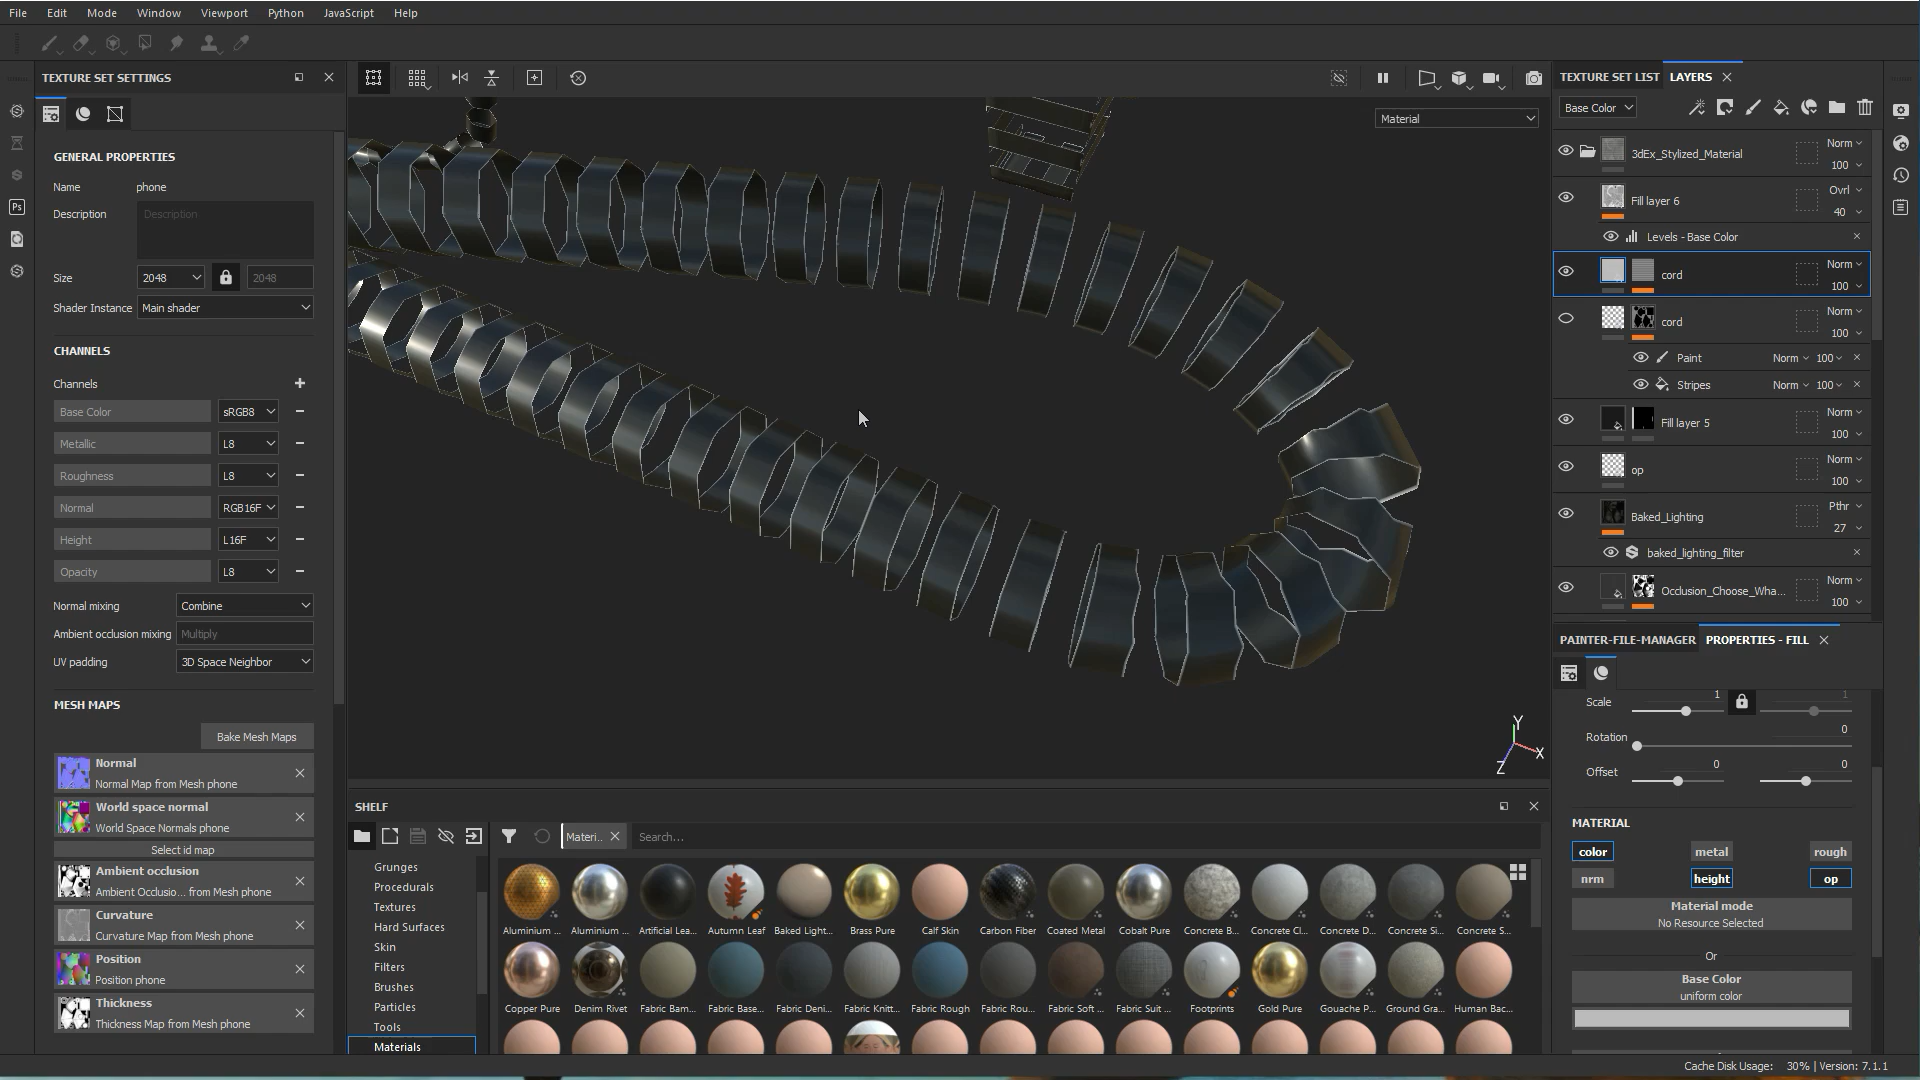 File Edit Mode Window Viewport Python JavaScript Help
TEXTURE SET SETTINGS
GENERAL PROPERTIES
Name phone
Description Description
Size 2048 2048
Shader Instance Main shader
CHANNELS
Channels
Base Color sRGB8
Metallic L8
Roughness L8
Normal RGB16F
Height L16F
Opacity L8
Normal mixing Combine
Ambient occlusion mixing Multiply
UV padding 3D Space Neighbor
MESH MAPS
Bake Mesh Maps
Normal
Normal Map from Mesh phone
World space normal
World Space Normals phone
Select id map
Ambient occlusion
Ambient Occlusio... from Mesh phone
Curvature
Curvature Map from Mesh phone
Position
Position phone
Thickness
Thickness Map from Mesh phone
Material
Y
X
Z
SHELF
Materi..
Search...
Grunges
Procedurals
Textures
Hard Surfaces
Skin
Filters
Brushes
Particles
Tools
Materials
Aluminium ... Aluminium ... Artificial Lea... Autumn Leaf Baked Light... Brass Pure Calf Skin Carbon Fiber Coated Metal Cobalt Pure Concrete B... Concrete Cl... Concrete D... Concrete Si... Concrete S...
Copper Pure Denim Rivet Fabric Bam... Fabric Base... Fabric Deni... Fabric Knitt... Fabric Rough Fabric Rou... Fabric Soft ... Fabric Suit ... Footprints Gold Pure Gouache P... Ground Gra... Human Bac...
TEXTURE SET LIST LAYERS
Base Color
3dEx_Stylized_Material Norm 100
Fill layer 6 Ovrl 40
Levels - Base Color
cord Norm 100
cord Norm 100
Paint Norm 100
Stripes Norm 100
Fill layer 5 Norm 100
op Norm 100
Baked_Lighting Pthr 27
baked_lighting_filter
Occlusion_Choose_Wha... Norm 100
PAINTER-FILE-MANAGER PROPERTIES - FILL
Scale 1 1
Rotation 0
Offset 0 0
MATERIAL
color metal rough
nrm height op
Material mode
No Resource Selected
Or
Base Color
uniform color
Cache Disk Usage: 30% | Version: 7.1.1
Ps